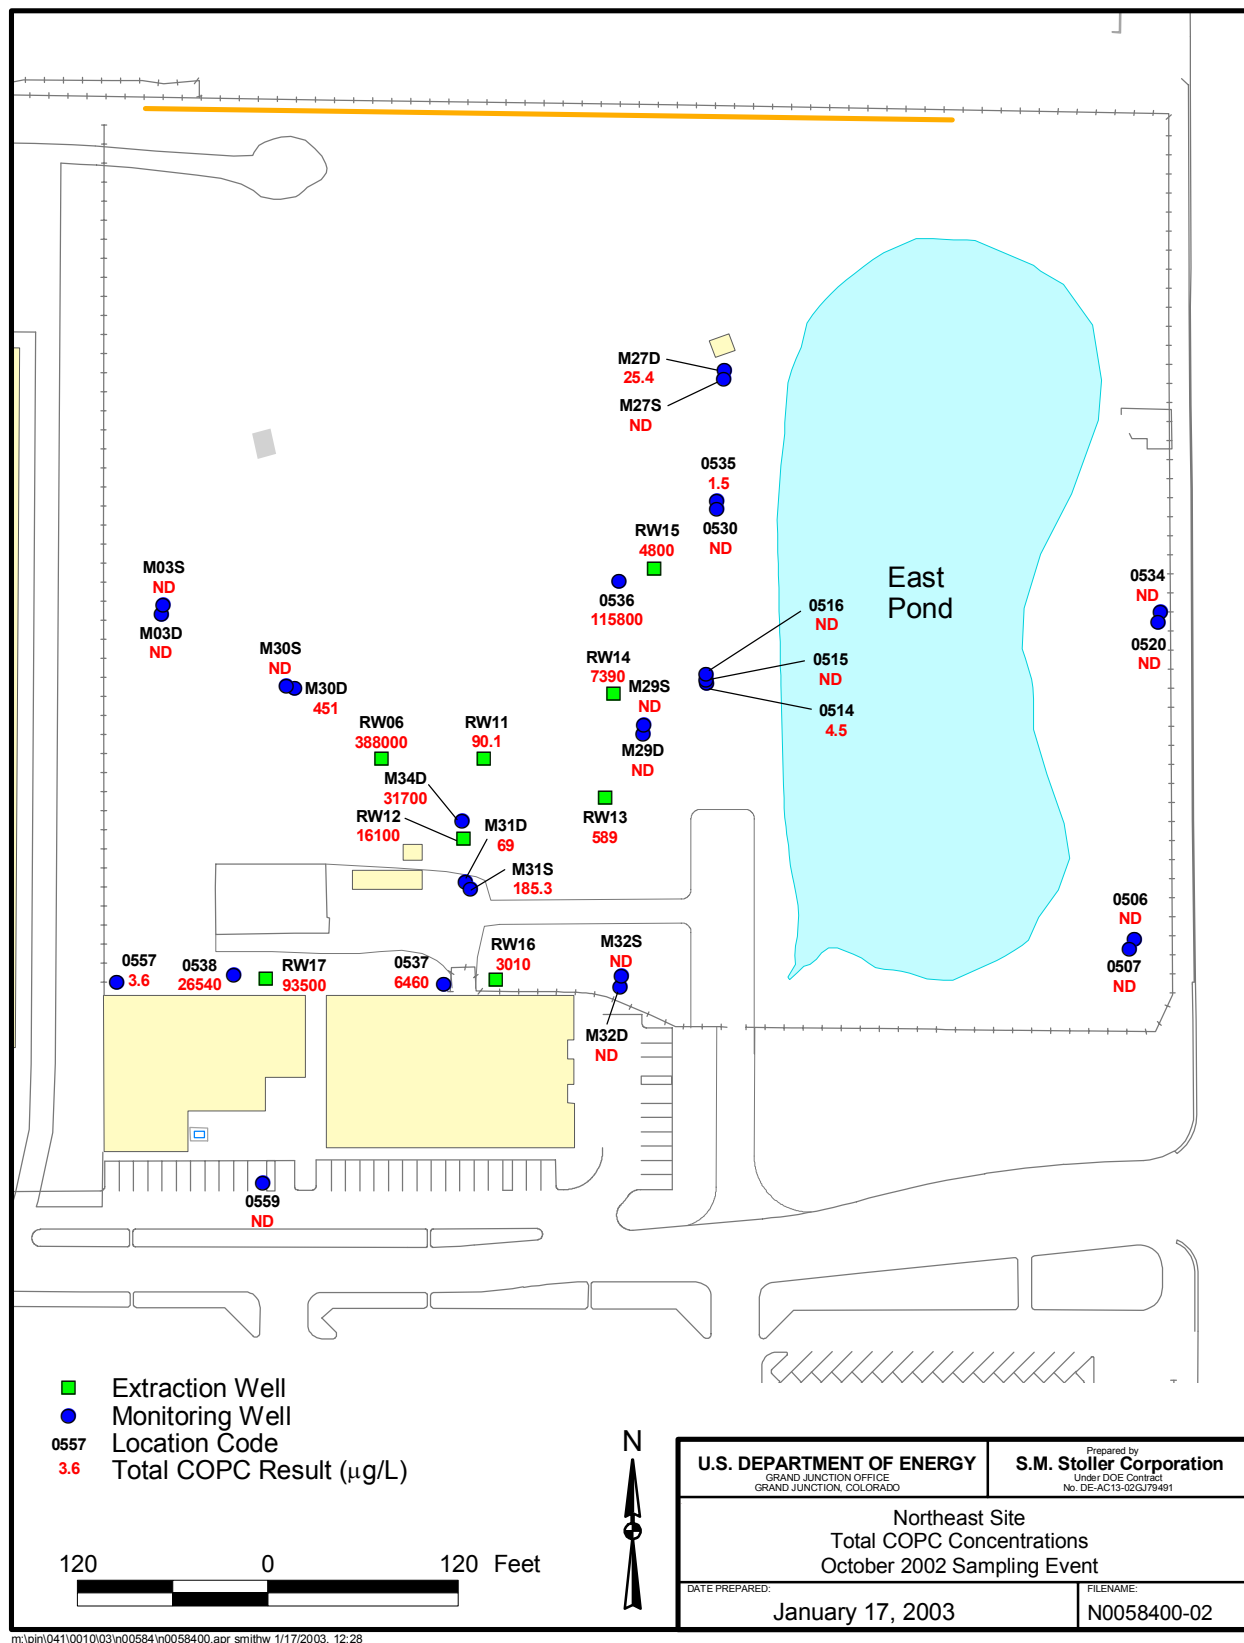 M27D
25.4
M27S
ND
0535
1.5
0530
ND
RW15
4800
0536
115800
M03S
ND
M03D
ND
M30S
ND
M30D
451
RW14
7390
M29S
ND
M29D
ND
0516
ND
0515
ND
0514
4.5
East
Pond
0534
ND
0520
ND
RW06
388000
RW11
90.1
M34D
31700
RW12
16100
M31D
69
M31S
185.3
RW13
589
0506
ND
0507
ND
0557
3.6
0538
26540
RW17
93500
0537
6460
RW16
3010
M32S
ND
M32D
ND
0559
ND
Extraction Well
Monitoring Well
0557 Location Code
3.6 Total COPC Result (µg/L)
120 0 120 Feet
N
U.S. DEPARTMENT OF ENERGY
GRAND JUNCTION OFFICE
GRAND JUNCTION, COLORADO
Prepared by
S.M. Stoller Corporation
Under DOE Contract
No. DE-AC13-02GJ79491
Northeast Site
Total COPC Concentrations
October 2002 Sampling Event
DATE PREPARED:
January 17, 2003
FILENAME:
N0058400-02
m:\pin\041\0010\03\n00584\n0058400.apr smithw 1/17/2003, 12:28